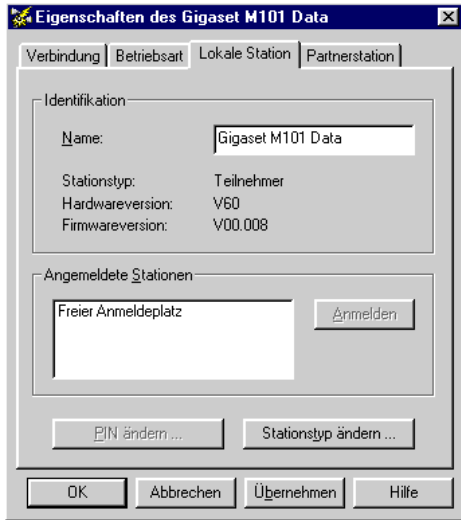 Eigenschaften des Gigaset M101 Data
Verbindung Betriebsart Lokale Station Partnerstation
Identifikation
Name: Gigaset M101 Data
Stationstyp: Teilnehmer
Hardwareversion: V60
Firmwareversion: V00.008
Angemeldete Stationen
Freier Anmeldeplatz Anmelden
PIN ändern ... Stationstyp ändern ...
OK Abbrechen Übernehmen Hilfe